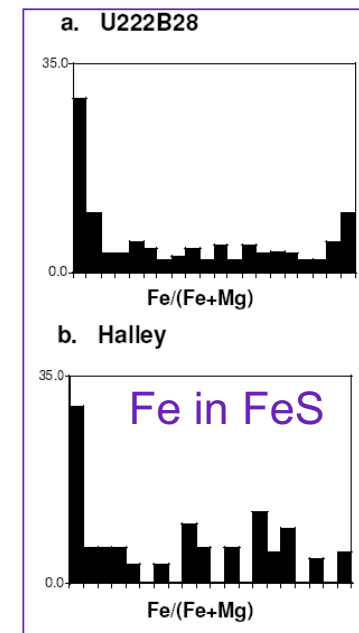 a. U222B28
35.0
0.0
Fe/(Fe+Mg)
b. Halley
35.0
Fe in FeS
0.0
Fe/(Fe+Mg)